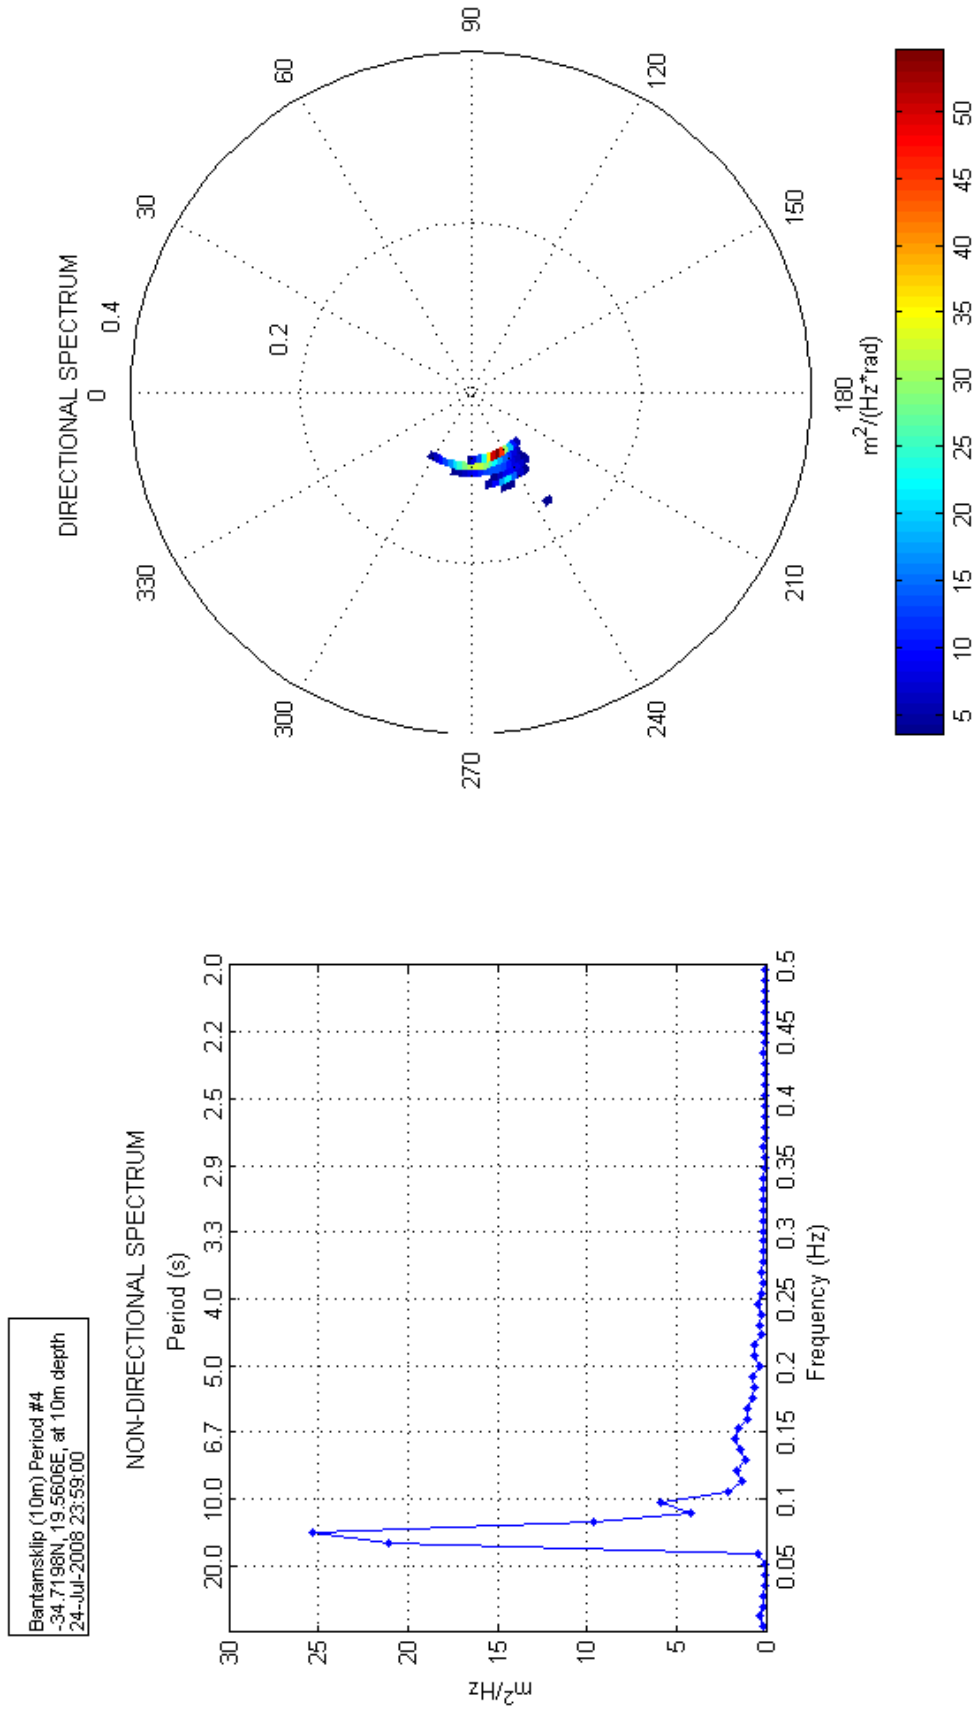 Bantamsklip (10m) Period #4
-34.7198N, 19.5606E, at 10m depth
24-Jul-2008 23:59:00
NON-DIRECTIONAL SPECTRUM
Period (s)
20.0 10.0 6.7 5.0 4.0 3.3 2.9 2.5 2.2 2.0
30
25
20
15
10
5
0
m²/Hz
0.05 0.1 0.15 0.2 0.25 0.3 0.35 0.4 0.45 0.5
Frequency (Hz)
DIRECTIONAL SPECTRUM
0
0.4
330 30
0.2
300 60
270 90
240 120
210 150
180
m²/(Hz*rad)
5 10 15 20 25 30 35 40 45 50